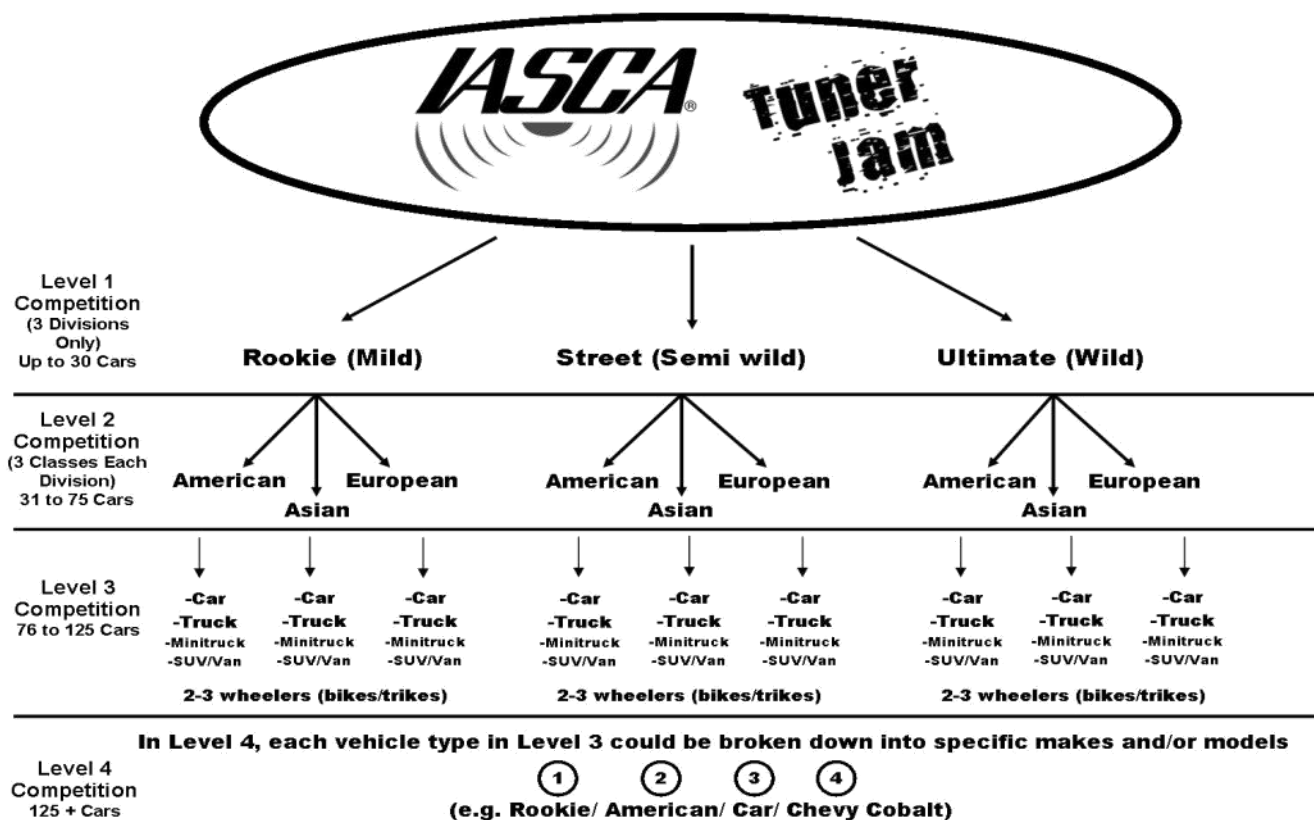 IASCA®
Tuner
Jam
Level 1
Competition
(3 Divisions
Only)
Up to 30 Cars
Rookie (Mild)
Street (Semi wild)
Ultimate (Wild)
Level 2
Competition
(3 Classes Each
Division)
31 to 75 Cars
American
European
Asian
American
European
Asian
American
European
Asian
Level 3
Competition
76 to 125 Cars
-Car
-Truck
-Minitruck
-SUV/Van
-Car
-Truck
-Minitruck
-SUV/Van
-Car
-Truck
-Minitruck
-SUV/Van
2-3 wheelers (bikes/trikes)
-Car
-Truck
-Minitruck
-SUV/Van
-Car
-Truck
-Minitruck
-SUV/Van
-Car
-Truck
-Minitruck
-SUV/Van
2-3 wheelers (bikes/trikes)
-Car
-Truck
-Minitruck
-SUV/Van
-Car
-Truck
-Minitruck
-SUV/Van
-Car
-Truck
-Minitruck
-SUV/Van
2-3 wheelers (bikes/trikes)
In Level 4, each vehicle type in Level 3 could be broken down into specific makes and/or models
Level 4
Competition
125 + Cars
1 2 3 4
(e.g. Rookie/ American/ Car/ Chevy Cobalt)